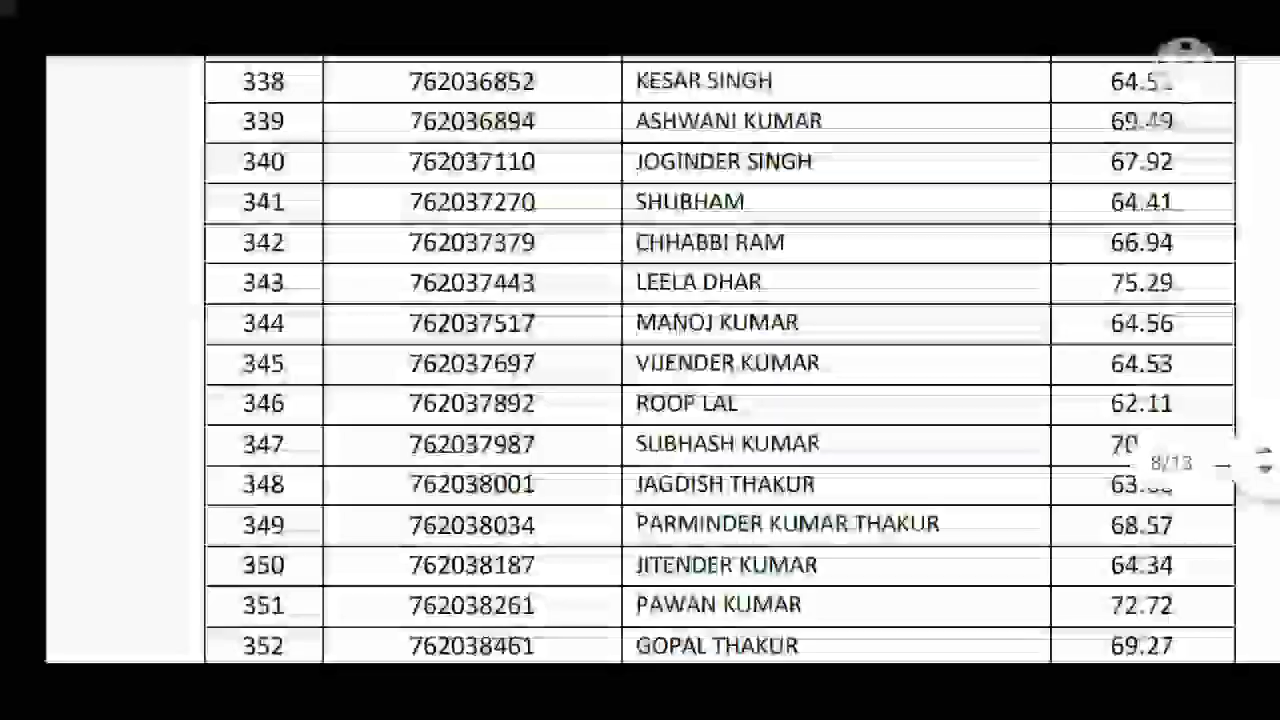 338 762036852 KESAR SINGH
339 762036894 ASHWANI KUMAR 69.49
340 762037110 JOGINDER SINGH 67.92
341 762037270 SHUBHAM 64.41
342 762037379 CHHABBI RAM 66.94
343 762037443 LEELA DHAR 75.29
344 762037517 MANOJ KUMAR 64.56
345 762037697 VIJENDER KUMAR 64.53
346 762037892 ROOP LAL 62.11
347 762037987 SUBHASH KUMAR
8/13
348 762038001 JAGDISH THAKUR
349 762038034 PARMINDER KUMAR THAKUR 68.57
350 762038187 JITENDER KUMAR 64.34
351 762038261 PAWAN KUMAR 72.72
352 762038461 GOPAL THAKUR 69.27